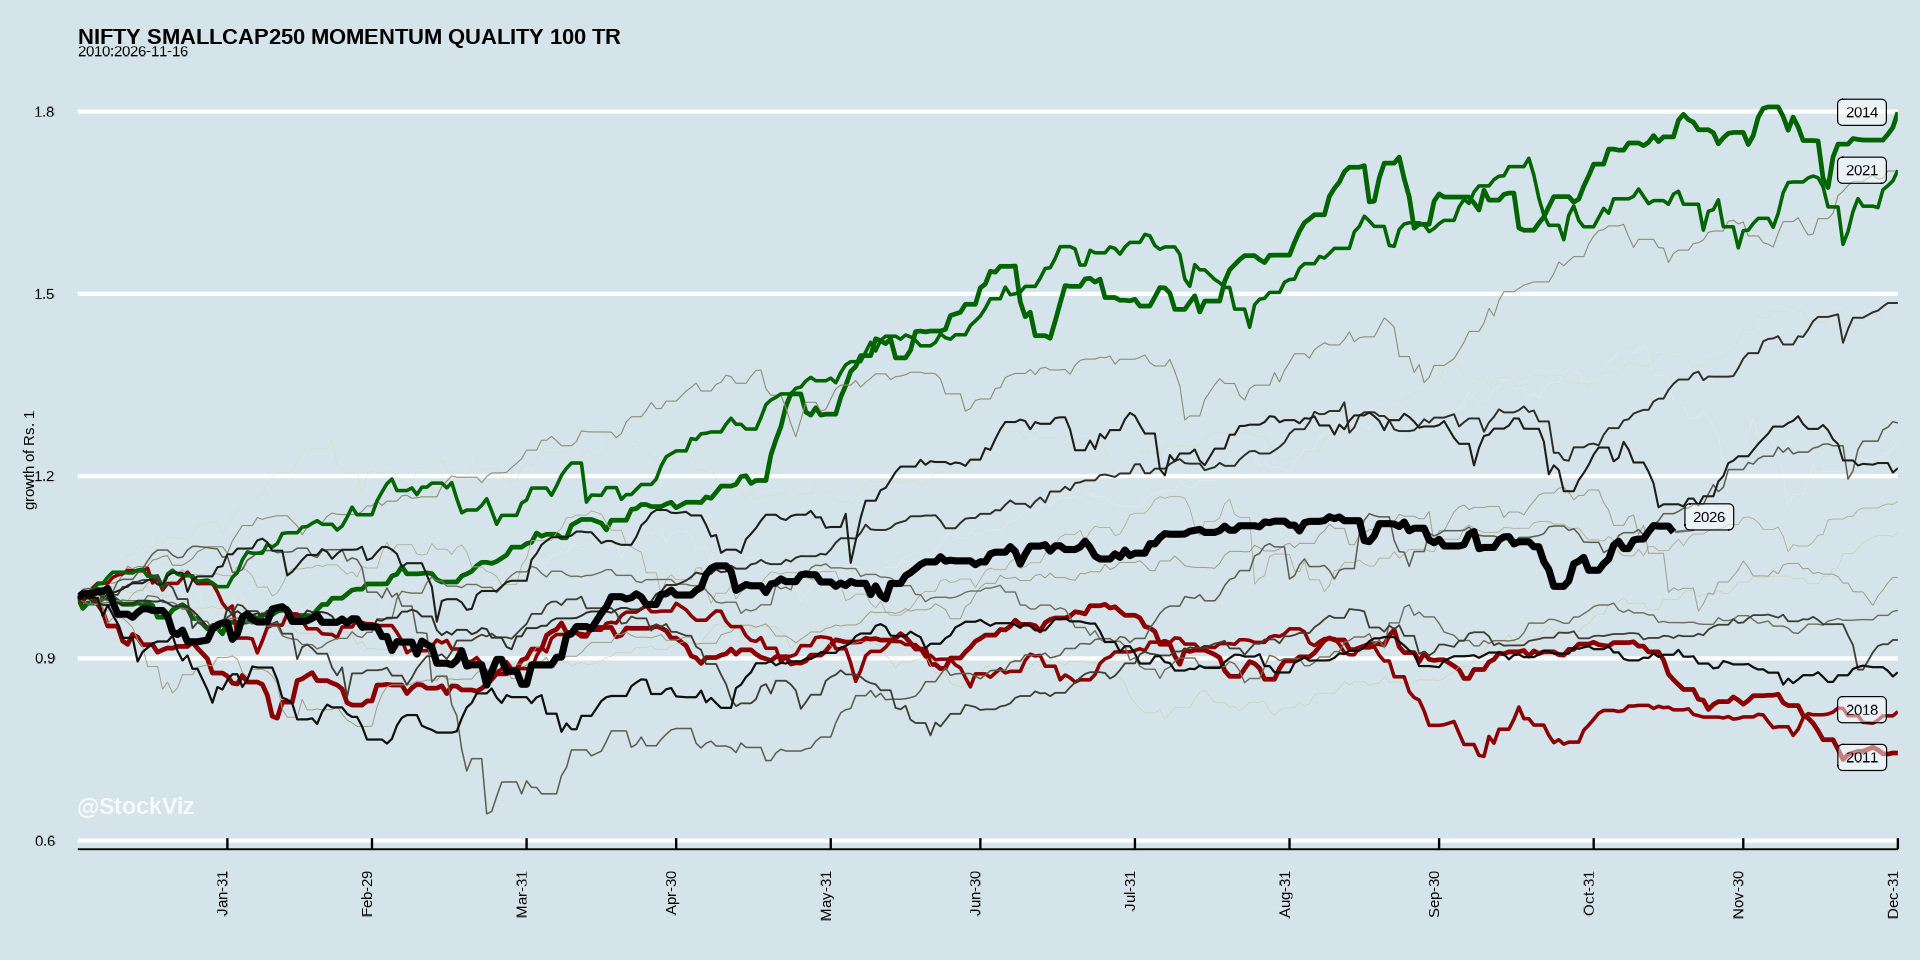 NIFTY SMALLCAP250 MOMENTUM QUALITY 100 TR
2010:2026-11-16
1.8
1.5
1.2
0.9
0.6
growth of Rs. 1
2014
2021
2026
2018
2011
@StockViz
Jan-31
Feb-29
Mar-31
Apr-30
May-31
Jun-30
Jul-31
Aug-31
Sep-30
Oct-31
Nov-30
Dec-31